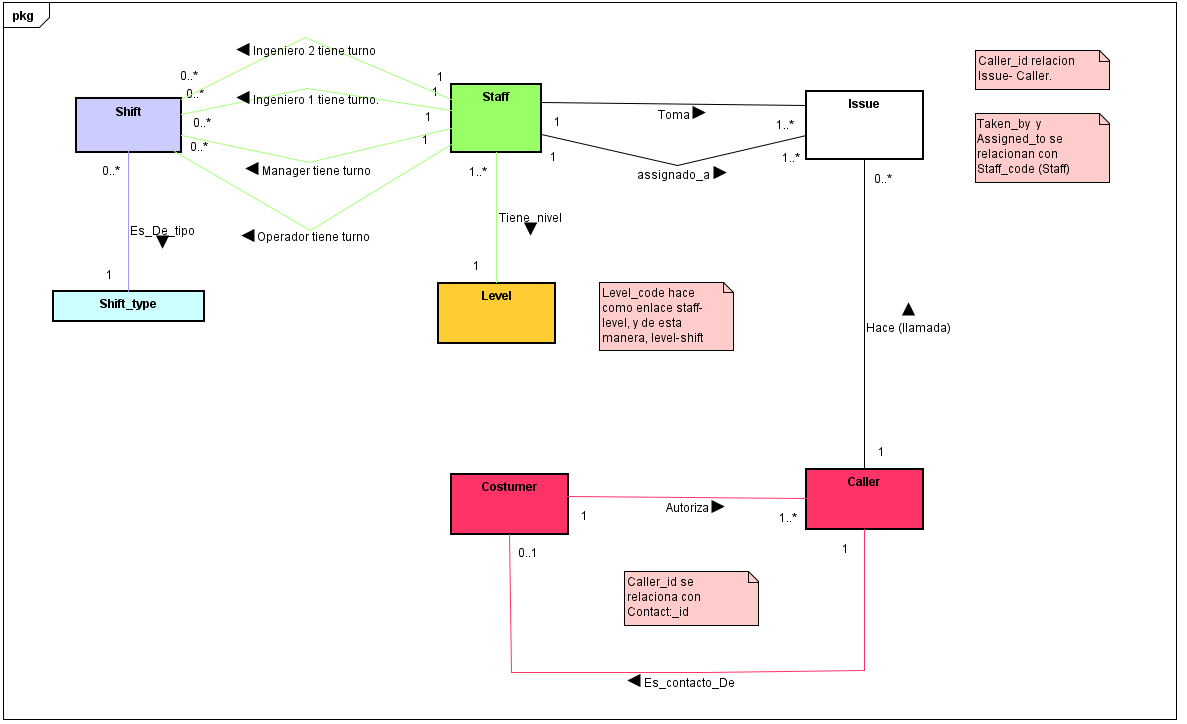 pkg
Ingeniero 2 tiene turno
0..*
1
Ingeniero 1 tiene turno.
0..*
1
Shift
Staff
Issue
Caller_id relacion
Issue- Caller.
Toma
0..*
1
1
1..*
Taken_by y
Assigned_to se
relacionan con
Staff_code (Staff)
0..*
1
1
1..*
assignado_a
Manager tiene turno
0..*
1..*
0..*
Tiene_nivel
Es_De_tipo
Operador tiene turno
1
1
Shift_type
Level
Level_code hace
como enlace staff-
level, y de esta
manera, level-shift
Hace (llamada)
1
Costumer
Caller
Autoriza
1
1..*
0..1
1
Caller_id se
relaciona con
Contact:_id
Es_contacto_De